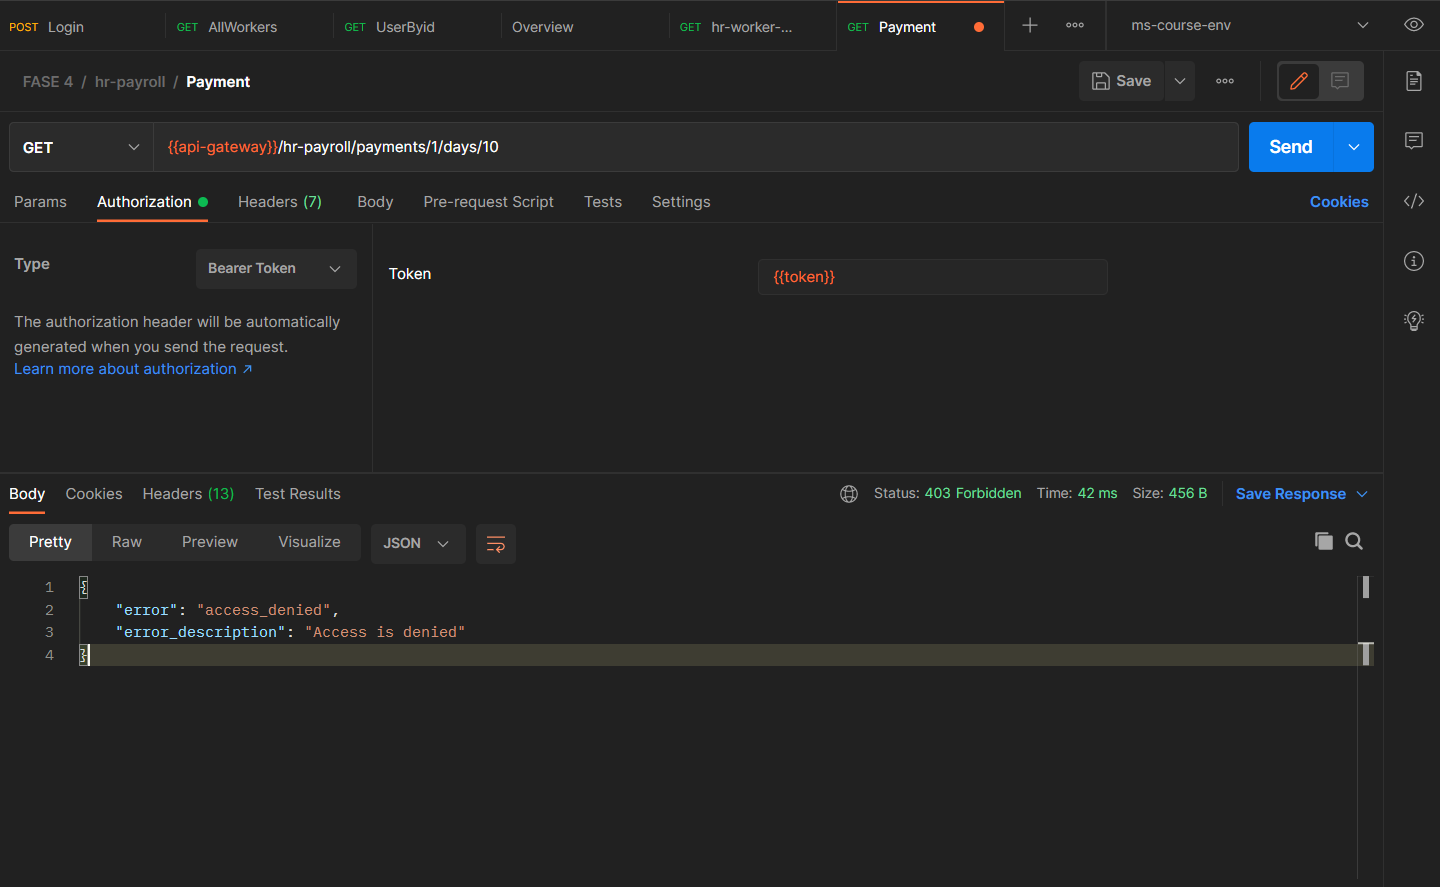 POST Login
GET AllWorkers
GET UserByid
Overview
GET hr-worker-...
GET Payment
ms-course-env
FASE 4 / hr-payroll / Payment
Save
GET
{{api-gateway}}/hr-payroll/payments/1/days/10
Send
Params
Authorization
Headers (7)
Body
Pre-request Script
Tests
Settings
Cookies
Type
Bearer Token
Token
{{token}}
The authorization header will be automatically
generated when you send the request.
Learn more about authorization ↗
Body
Cookies
Headers (13)
Test Results
Status: 403 Forbidden
Time: 42 ms
Size: 456 B
Save Response
Pretty
Raw
Preview
Visualize
JSON
1 {
2 "error": "access_denied",
3 "error_description": "Access is denied"
4 }